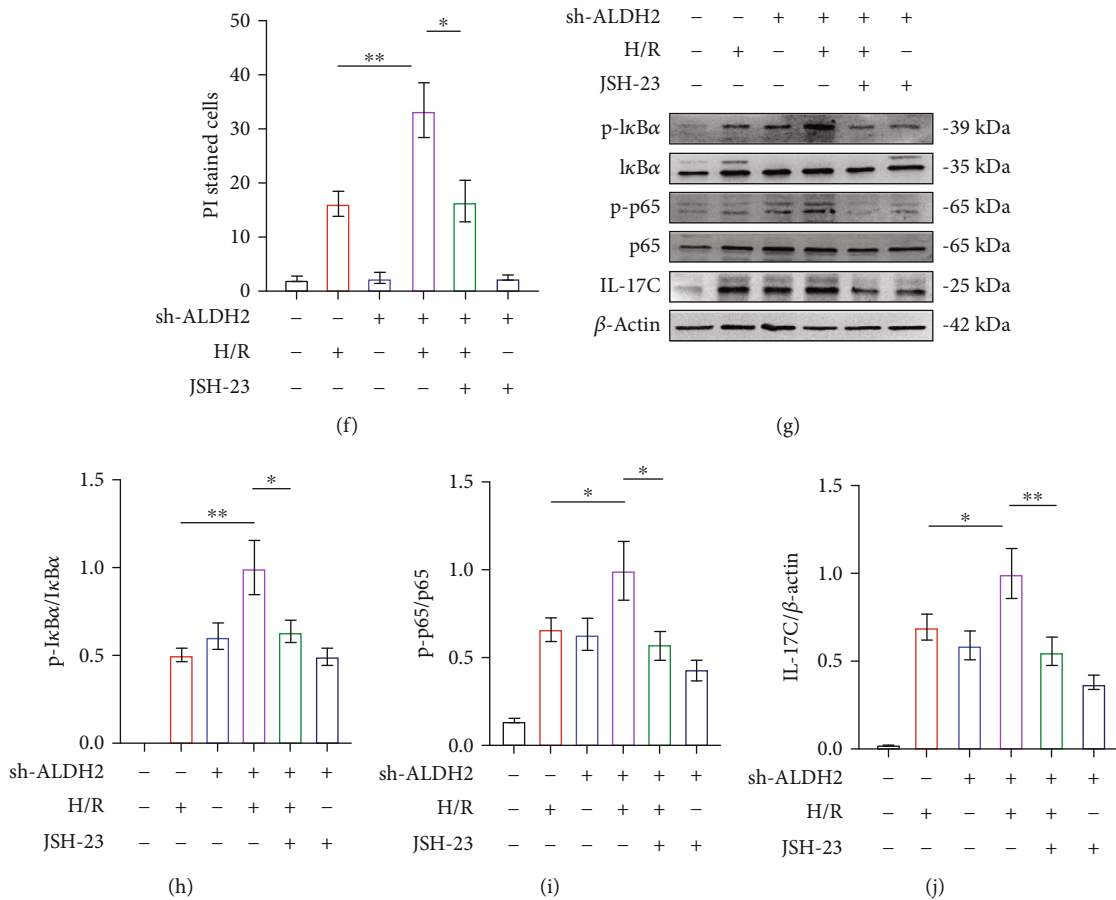 50
40
30
20
10
0
PI stained cells
**
*
sh-ALDH2 – – + + + +
H/R – + – + + –
JSH-23 – – – – + +
(f)
sh-ALDH2 – – + + + +
H/R – + – + + –
JSH-23 – – – – + +
p-lκBα -39 kDa
lκBα -35 kDa
p-p65 -65 kDa
p65 -65 kDa
IL-17C -25 kDa
β-Actin -42 kDa
(g)
1.5
1.0
0.5
0.0
p-IκBα/IκBα
**
*
sh-ALDH2 – – + + + +
H/R – + – + + –
JSH-23 – – – – + +
(h)
1.5
1.0
0.5
0.0
p-p65/p65
*
*
sh-ALDH2 – – + + + +
H/R – + – + + –
JSH-23 – – – – + +
(i)
1.5
1.0
0.5
0.0
IL-17C/β-actin
*
**
sh-ALDH2 – – + + + +
H/R – + – + + –
JSH-23 – – – – + +
(j)